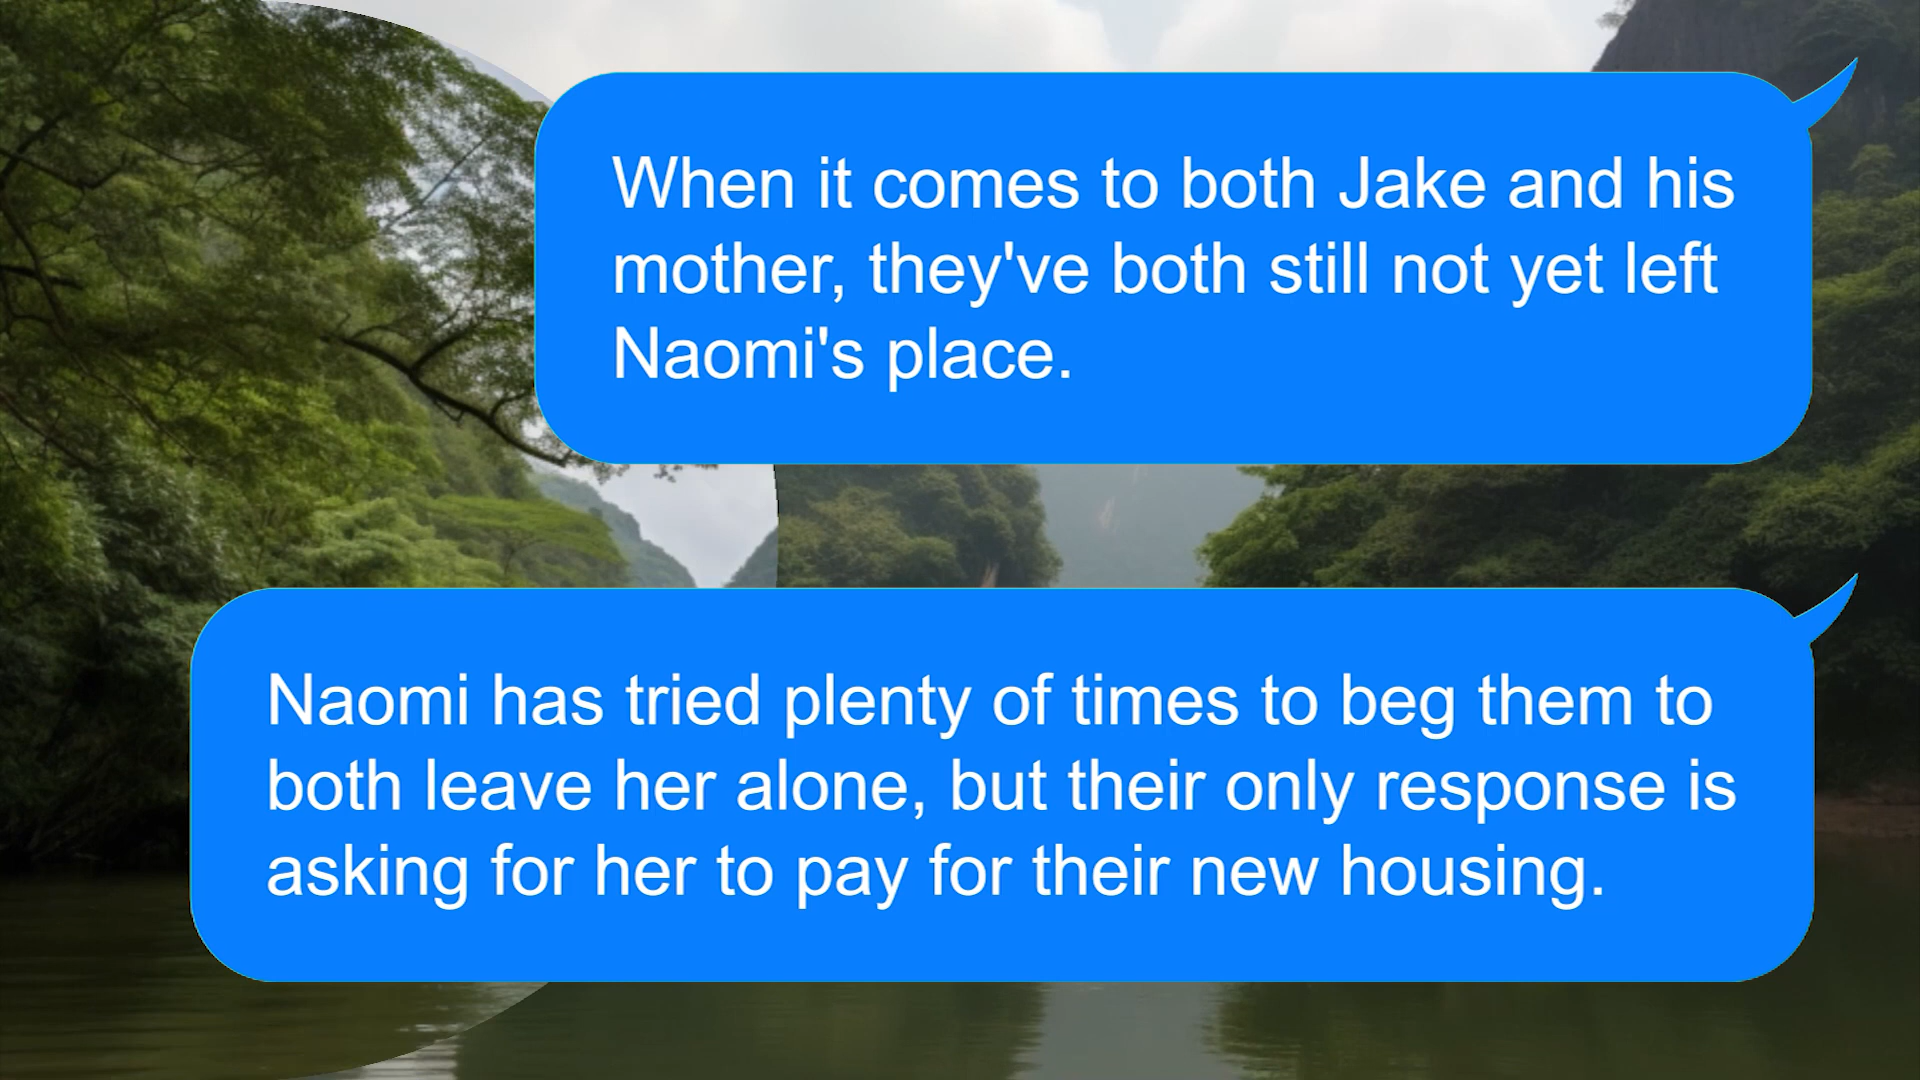 When it comes to both Jake and his
mother, they've both still not yet left
Naomi's place.
Naomi has tried plenty of times to beg them to
both leave her alone, but their only response is
asking for her to pay for their new housing.